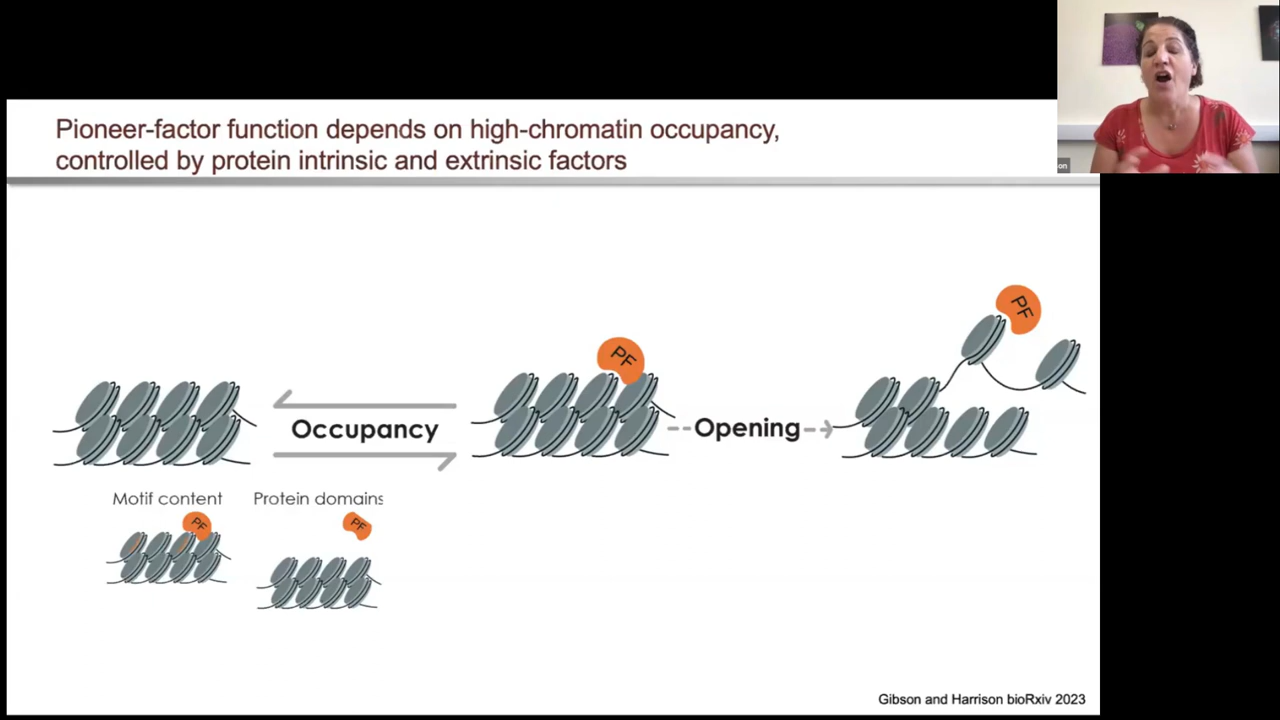 Pioneer-factor function depends on high-chromatin occupancy,
controlled by protein intrinsic and extrinsic factors
PF
PF
Occupancy
Opening
Motif content
Protein domains
PF
PF
Gibson and Harrison bioRxiv 2023